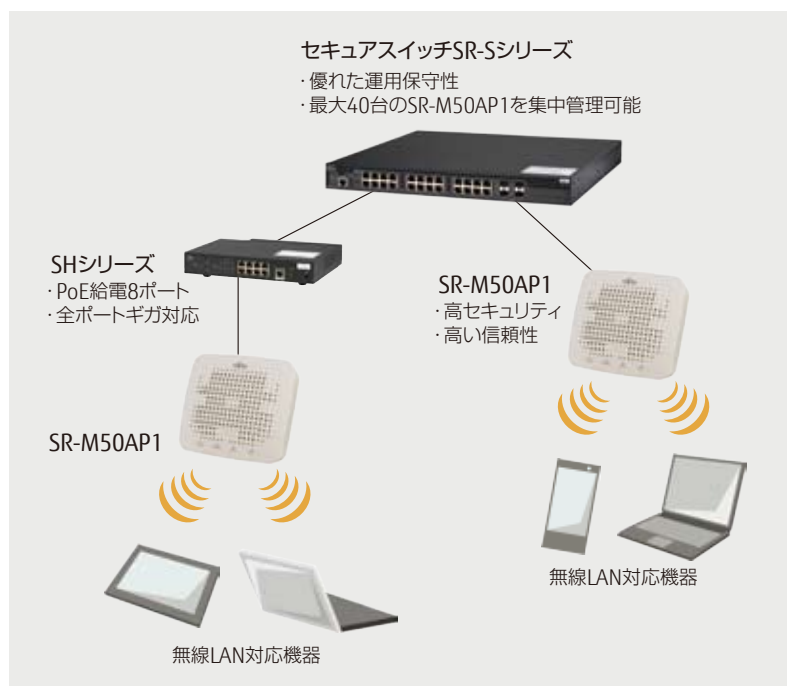 セキュアスイッチSR-Sシリーズ
・優れた運用保守性
・最大40台のSR-M50AP1を集中管理可能
SHシリーズ
・PoE給電8ポート
・全ポートギガ対応
SR-M50AP1
・高セキュリティ
・高い信頼性
SR-M50AP1
無線LAN対応機器
無線LAN対応機器